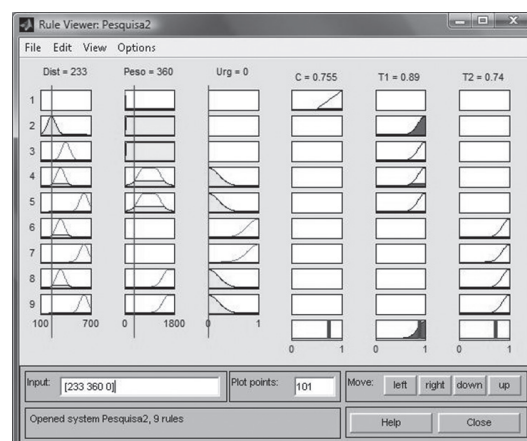 Rule Viewer: Pesquisa2
File Edit View Options
Dist = 233 Peso = 360 Urg = 0 C = 0.755 T1 = 0.89 T2 = 0.74
1
2
3
4
5
6
7
8
9
100 700 0 1800 0 1
0 1 0 1 0 1
Input: [233 360 0] Plot points: 101 Move: left right down up
Opened system Pesquisa2, 9 rules Help Close